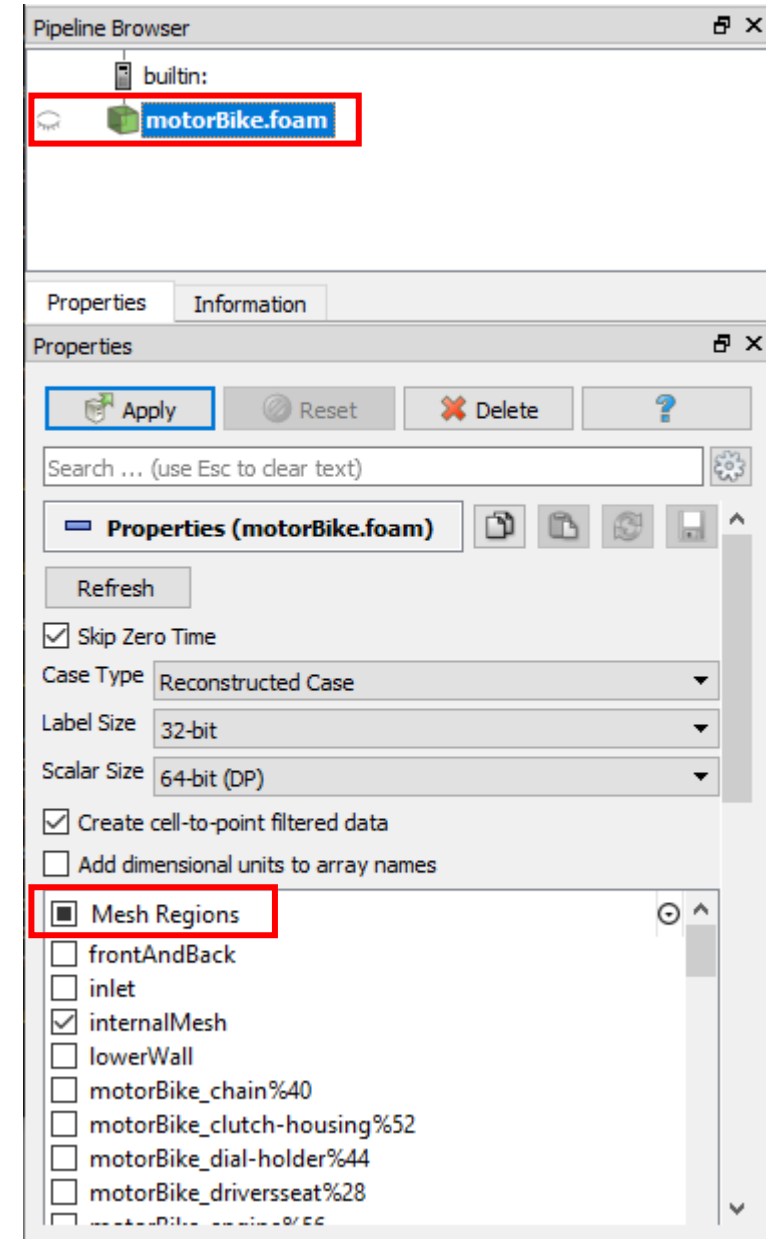 Pipeline Browser
builtin:
motorBike.foam
Properties Information
Properties
Apply Reset Delete ?
Search ... (use Esc to clear text)
Properties (motorBike.foam)
Refresh
Skip Zero Time
Case Type Reconstructed Case
Label Size 32-bit
Scalar Size 64-bit (DP)
Create cell-to-point filtered data
Add dimensional units to array names
Mesh Regions
frontAndBack
inlet
internalMesh
lowerWall
motorBike_chain%40
motorBike_clutch-housing%52
motorBike_dial-holder%44
motorBike_driversseat%28
motorBike_engine%56